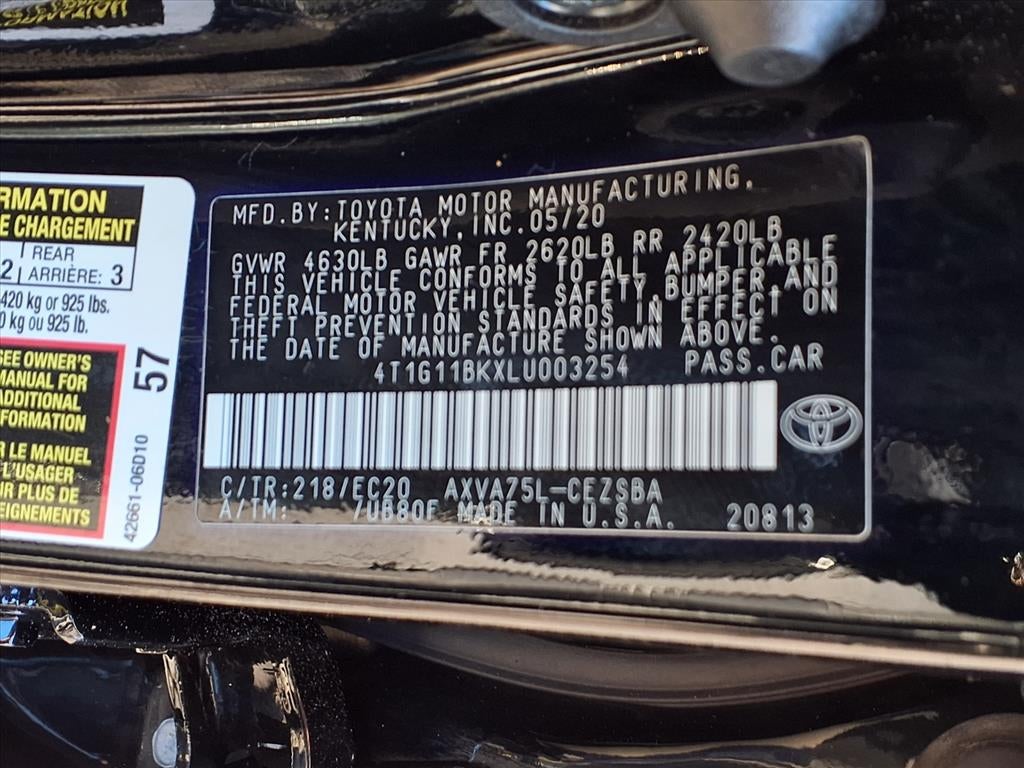 RMATION
E CHARGEMENT
REAR
2 ARRIÈRE: 3
420 kg or 925 lbs.
0 kg ou 925 lb.
SEE OWNER'S
MANUAL FOR
ADDITIONAL
FORMATION
R LE MANUEL
L'USAGER
R PLUS DE
EIGNEMENTS
57
42661-06D10
MFD.BY:TOYOTA MOTOR MANUFACTURING,
KENTUCKY,INC.05/20
GVWR 4630LB GAWR FR 2620LB RR 2420LB
THIS VEHICLE CONFORMS TO ALL APPLICABLE
FEDERAL MOTOR VEHICLE SAFETY,BUMPER,AND
THEFT PREVENTION STANDARDS IN EFFECT ON
THE DATE OF MANUFACTURE SHOWN ABOVE.
4T1G11BKXLU003254 PASS.CAR
C/TR:218/EC20 AXVA75L-CEZSBA
A/TM: /UB80F MADE IN U.S.A. 20813